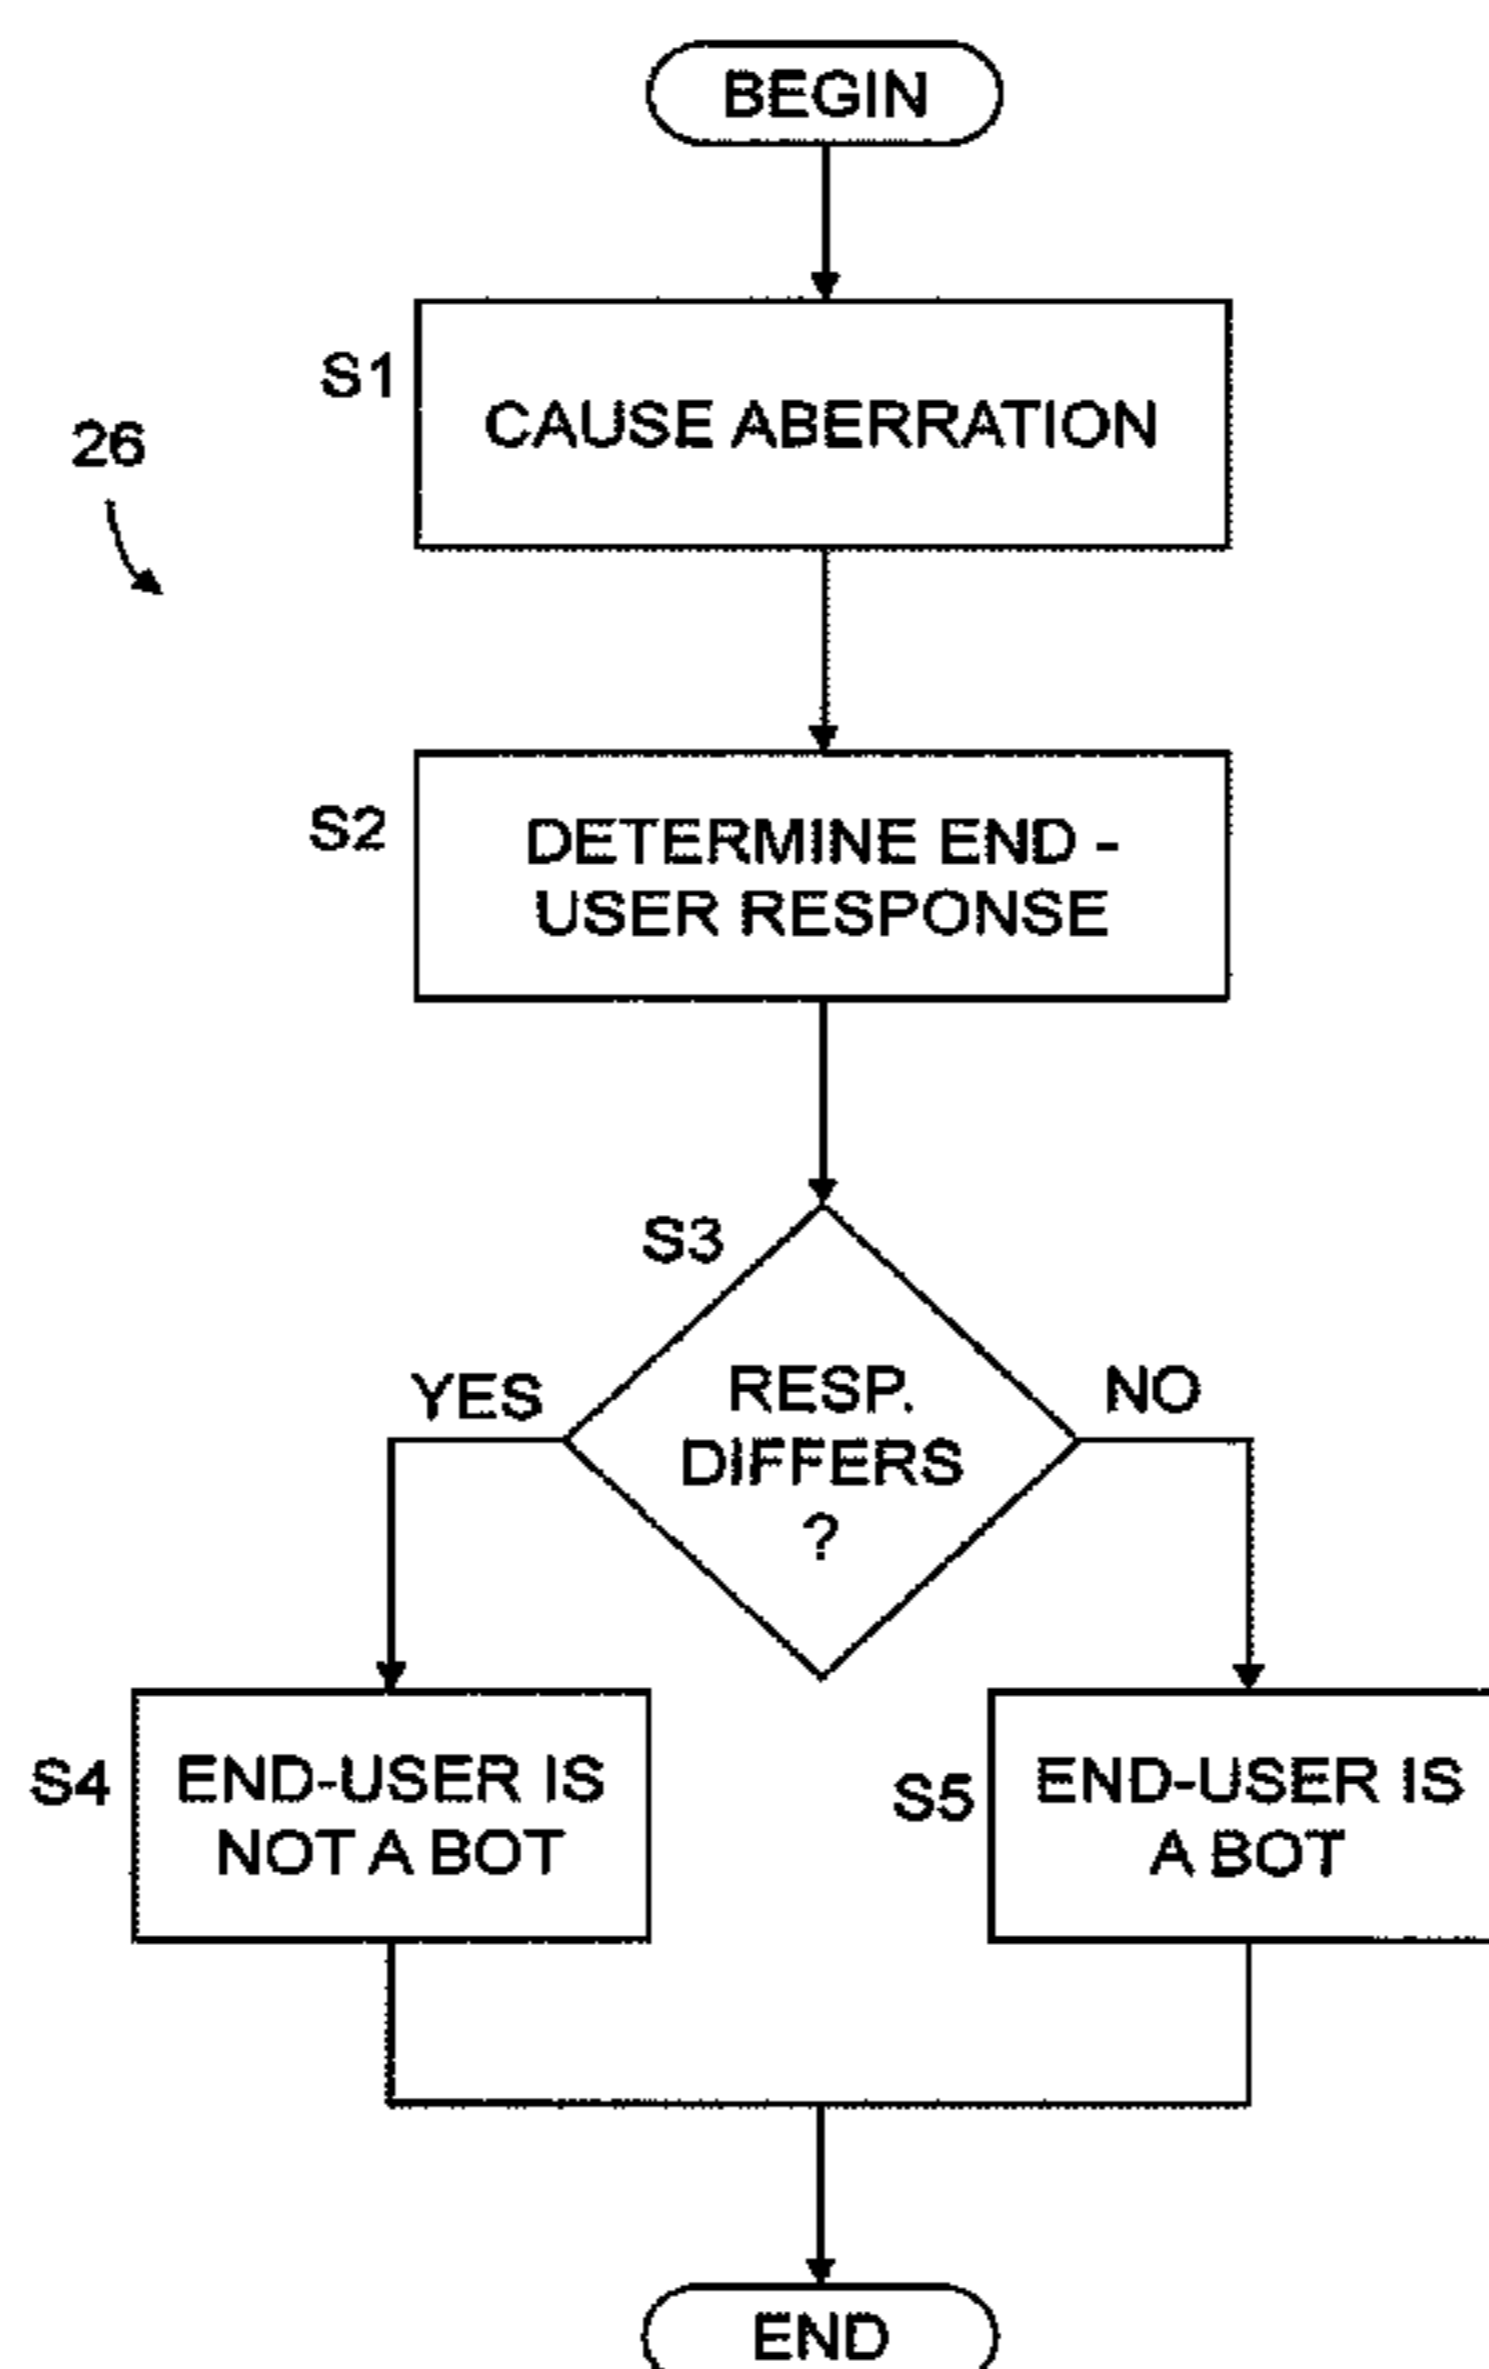 BEGIN
S1
CAUSE ABERRATION
26
S2
DETERMINE END -
USER RESPONSE
S3
YES
RESP.
DIFFERS
?
NO
S4
END-USER IS
NOT A BOT
S5
END-USER IS
A BOT
END